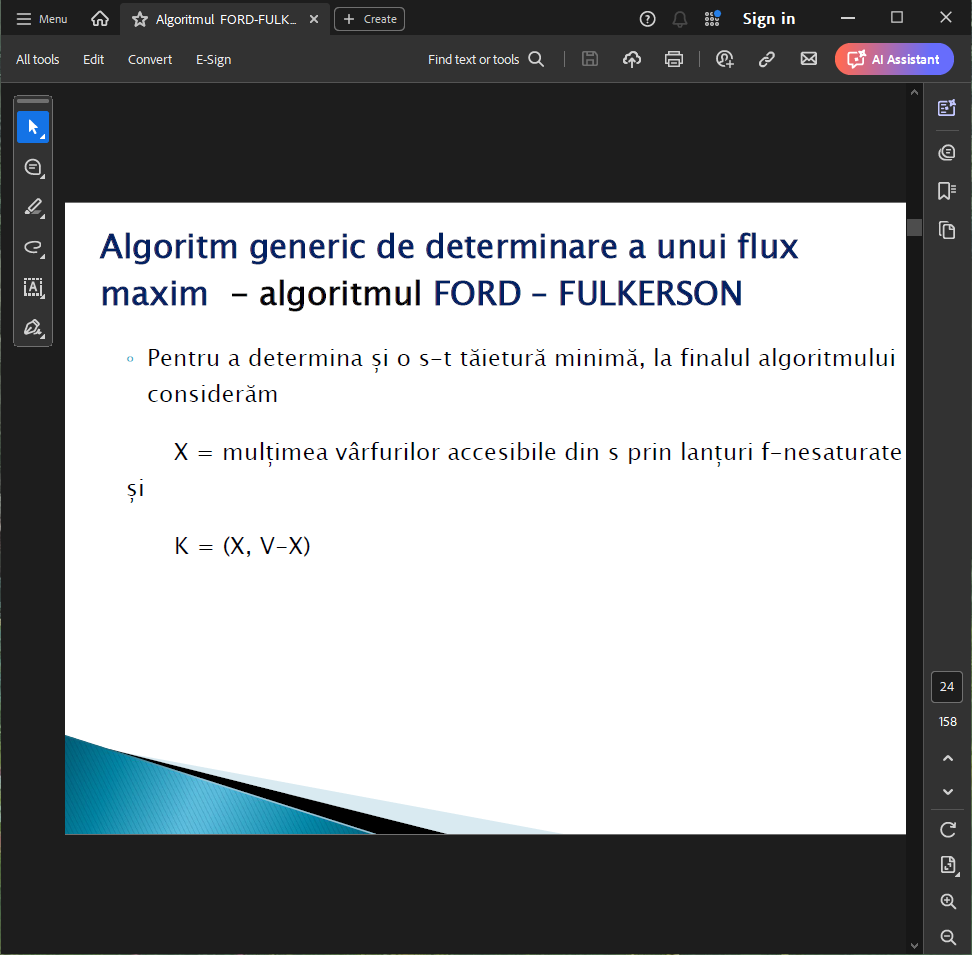 Menu
Algoritmul FORD-FULK...
Create
Sign in
All tools
Edit
Convert
E-Sign
Find text or tools
AI Assistant
Algoritm generic de determinare a unui flux
maxim – algoritmul FORD – FULKERSON
Pentru a determina și o s-t tăietură minimă, la finalul algoritmului
considerăm
X = mulțimea vârfurilor accesibile din s prin lanțuri f-nesaturate
și
K = (X, V-X)
24
158